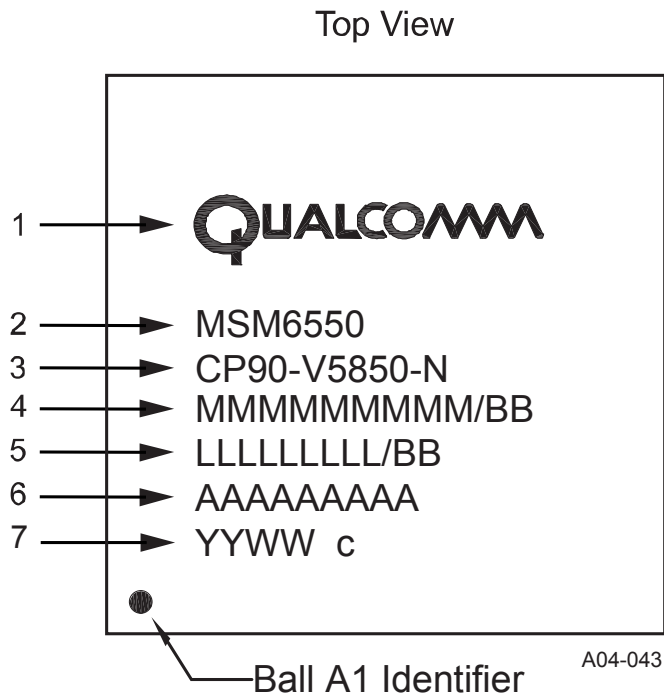 Top View
1
QUALCOMM
2
MSM6550
3
CP90-V5850-N
4
MMMMMMMMM/BB
5
LLLLLLLLL/BB
6
AAAAAAAAA
7
YYWW c
Ball A1 Identifier
A04-043